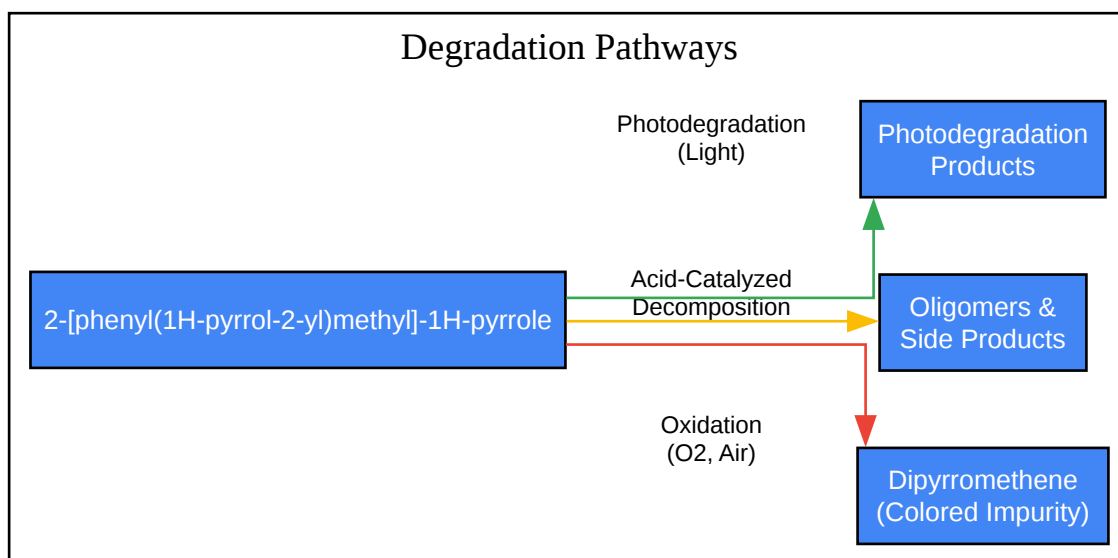 Degradation Pathways
Photodegradation
(Light)
Photodegradation
Products
2-[phenyl(1H-pyrrol-2-yl)methyl]-1H-pyrrole
Acid-Catalyzed
Decomposition
Oligomers &
Side Products
Oxidation
(O2, Air)
Dipyrromethene
(Colored Impurity)